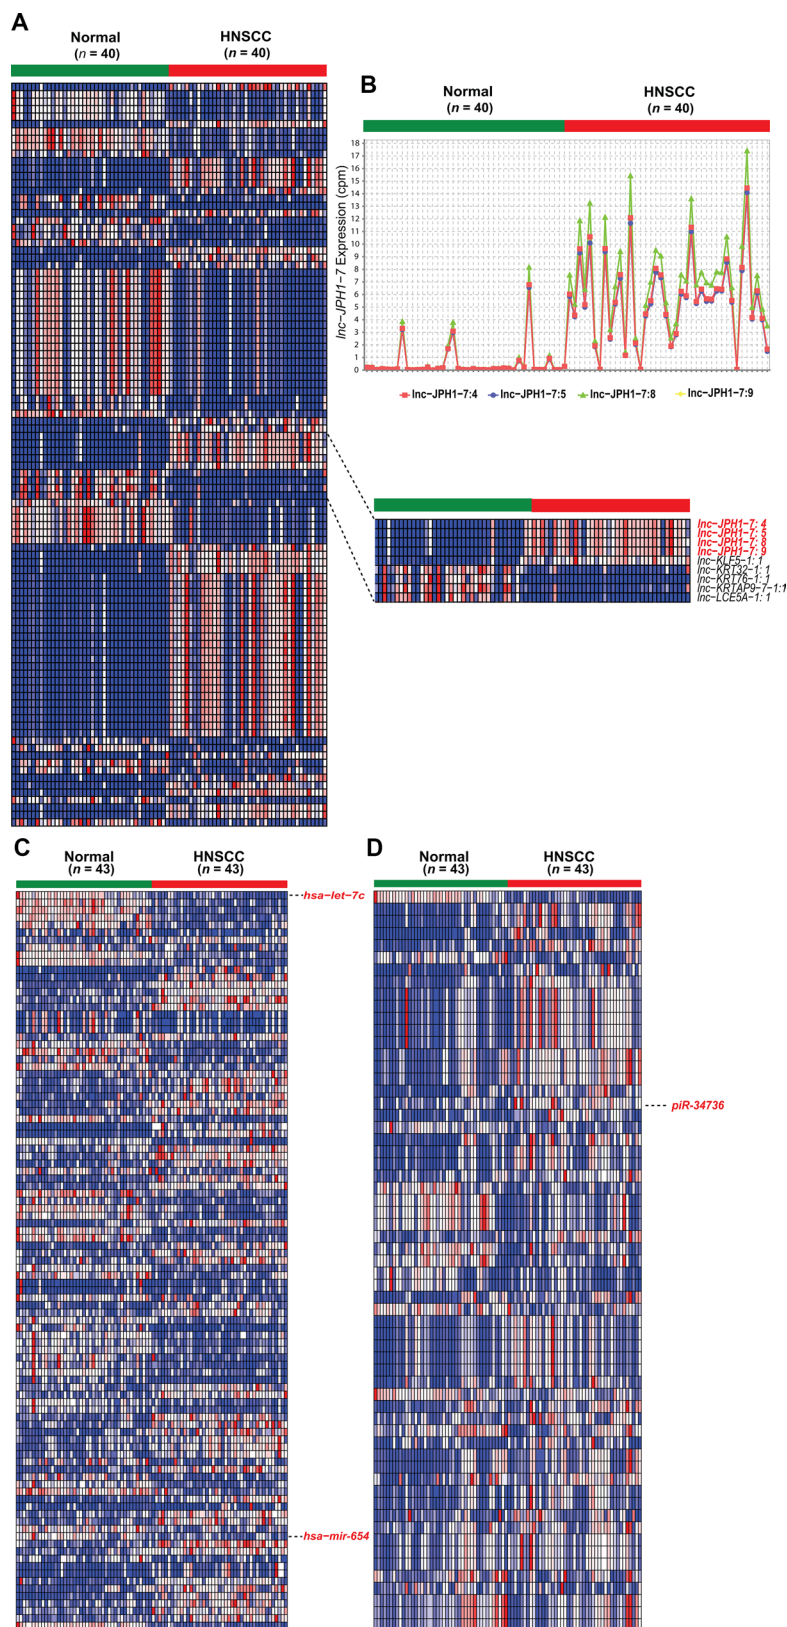 A
Normal
(n = 40)
HNSCC
(n = 40)
B
Normal
(n = 40)
HNSCC
(n = 40)
lnc−JPH1−7 Expression (cpm)
18
17
16
15
14
13
12
11
10
9
8
7
6
5
4
3
2
1
0
lnc−JPH1−7:4
lnc−JPH1−7:5
lnc−JPH1−7:8
lnc−JPH1−7:9
lnc−JPH1−7: 4
lnc−JPH1−7: 5
lnc−JPH1−7: 8
lnc−JPH1−7: 9
lnc−KLF5−1: 1
lnc−KRT32−1: 1
lnc−KRT76−1: 1
lnc−KRTAP9−7−1:1
lnc−LCE5A−1: 1
C
Normal
(n = 43)
HNSCC
(n = 43)
hsa−let−7c
hsa−mir-654
D
Normal
(n = 43)
HNSCC
(n = 43)
piR-34736